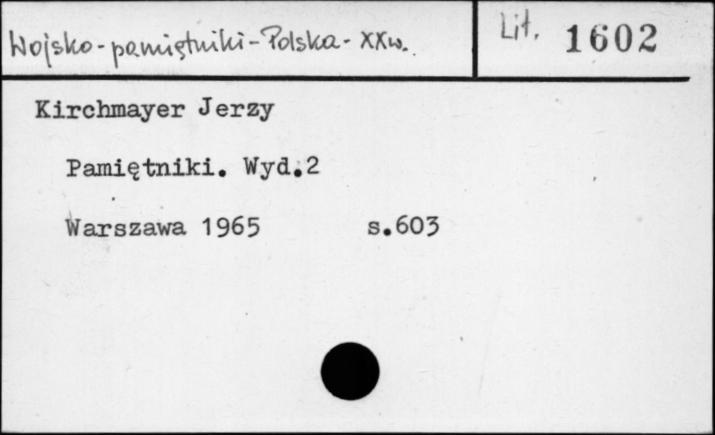 Wojsko-pamiętniki-Polska-XXw.
Lit. 1602
Kirchmayer Jerzy
Pamiętniki. Wyd.2
Warszawa 1965 s.603